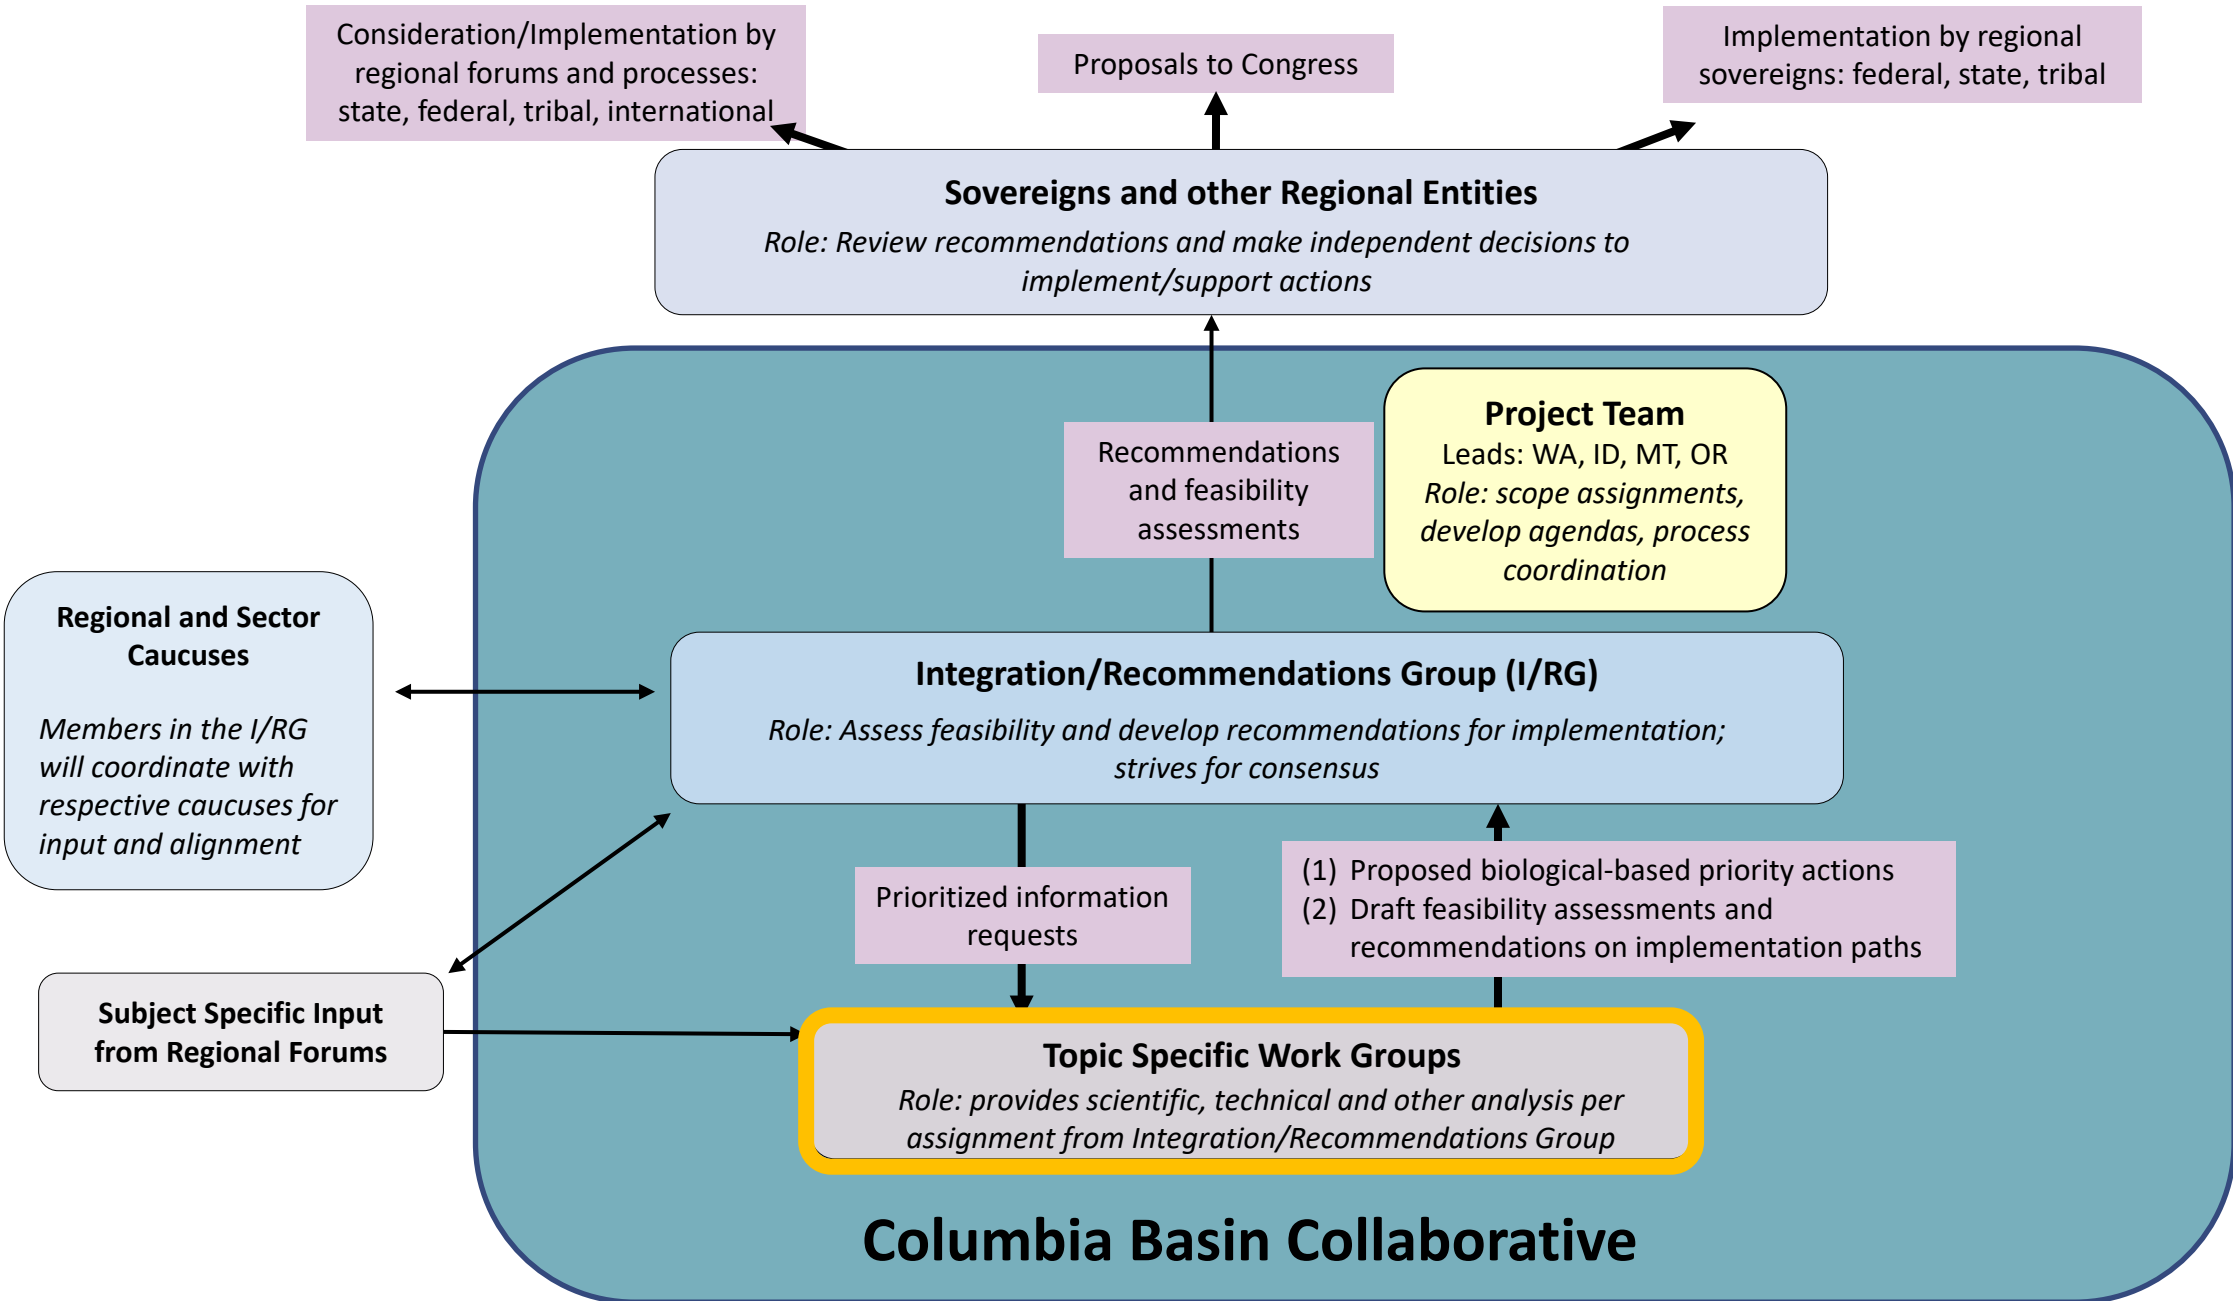 Consideration/Implementation by
regional forums and processes:
state, federal, tribal, international
Proposals to Congress
Implementation by regional
sovereigns: federal, state, tribal
Sovereigns and other Regional Entities
Role: Review recommendations and make independent decisions to
implement/support actions
Recommendations
and feasibility
assessments
Project Team
Leads: WA, ID, MT, OR
Role: scope assignments,
develop agendas, process
coordination
Regional and Sector
Caucuses
Members in the I/RG
will coordinate with
respective caucuses for
input and alignment
Integration/Recommendations Group (I/RG)
Role: Assess feasibility and develop recommendations for implementation;
strives for consensus
Prioritized information
requests
(1) Proposed biological-based priority actions
(2) Draft feasibility assessments and
recommendations on implementation paths
Subject Specific Input
from Regional Forums
Topic Specific Work Groups
Role: provides scientific, technical and other analysis per
assignment from Integration/Recommendations Group
Columbia Basin Collaborative